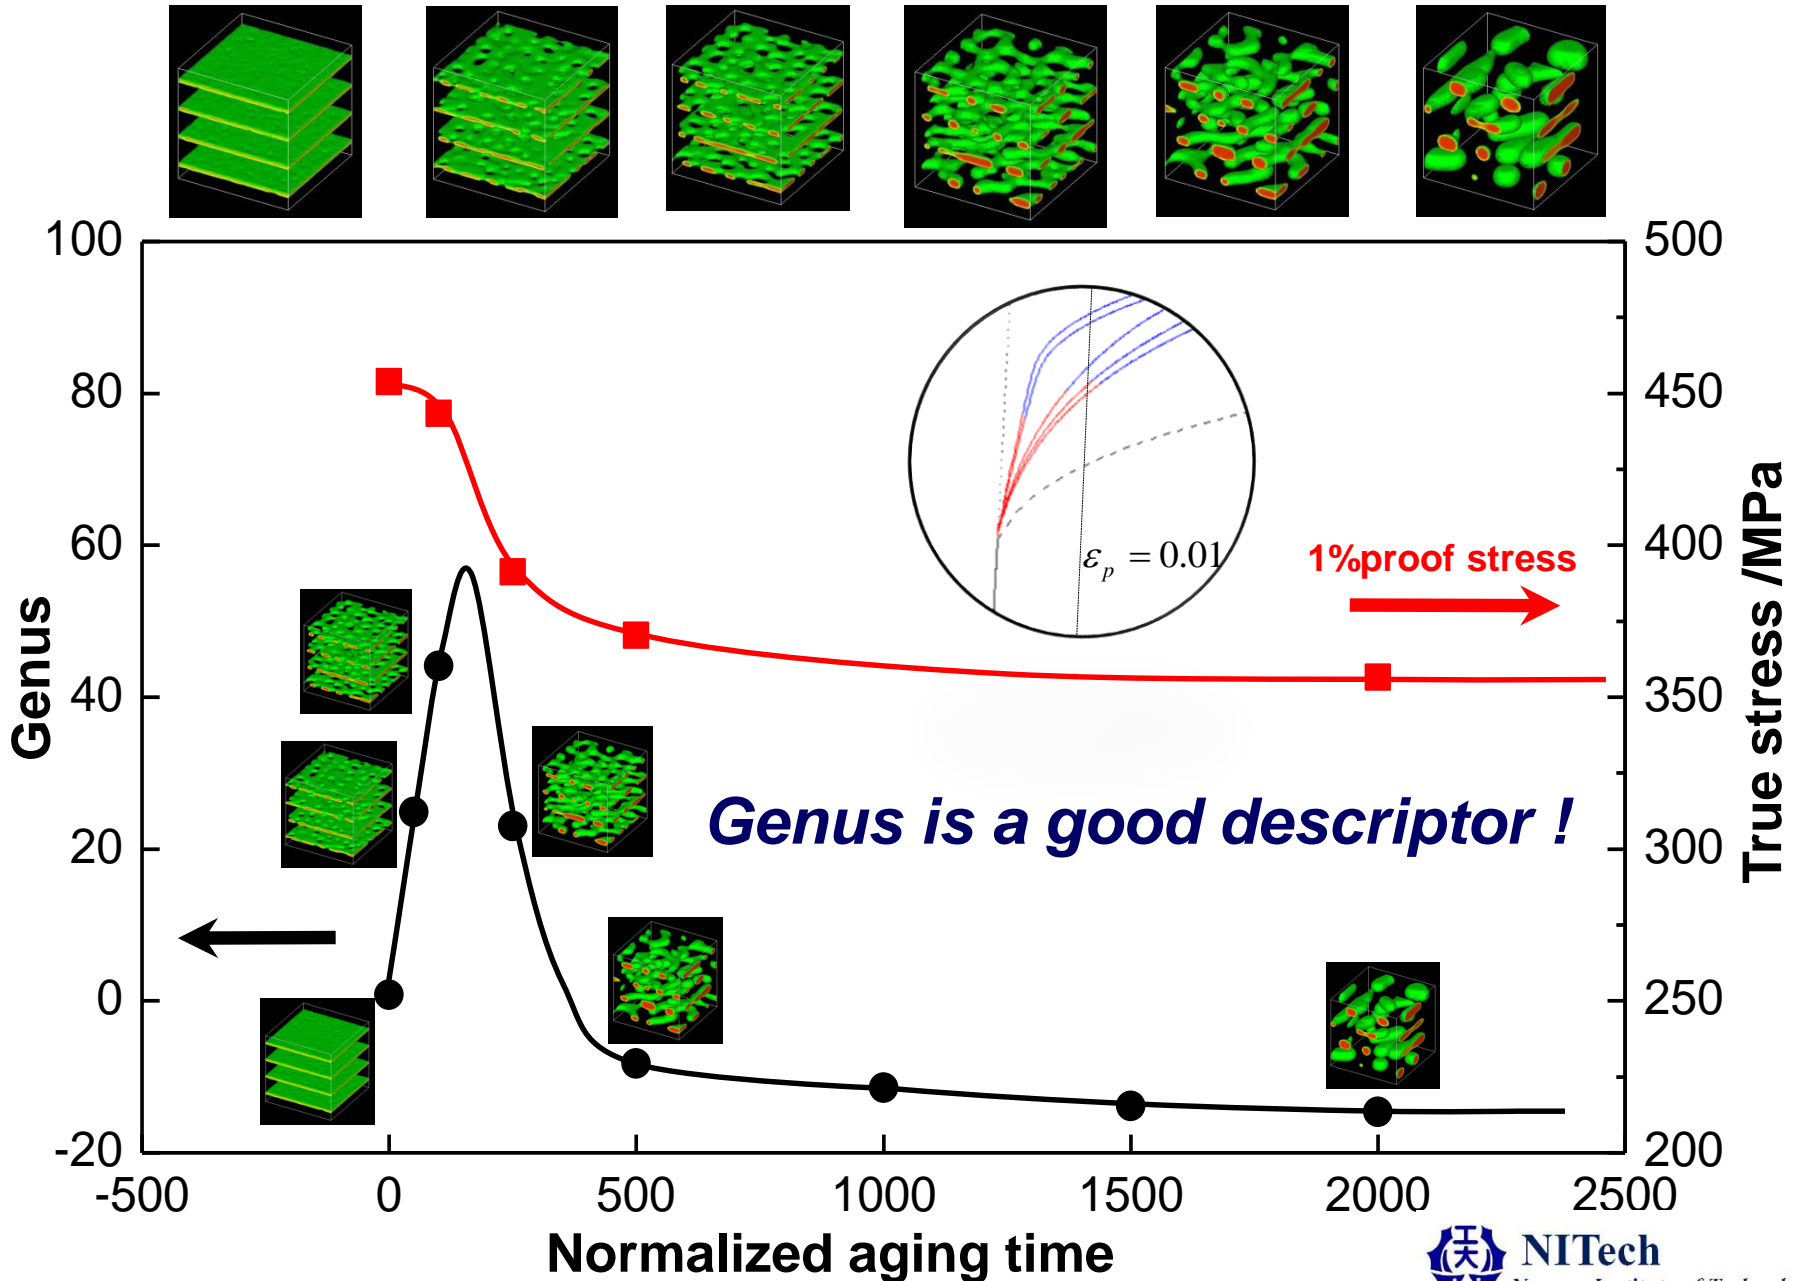 100
80
60
40
20
0
-20
Genus
500
450
400
350
300
250
200
True stress /MPa
εp = 0.01
1%proof stress
Genus is a good descriptor !
-500 0 500 1000 1500 2000 2500
Normalized aging time
NITech